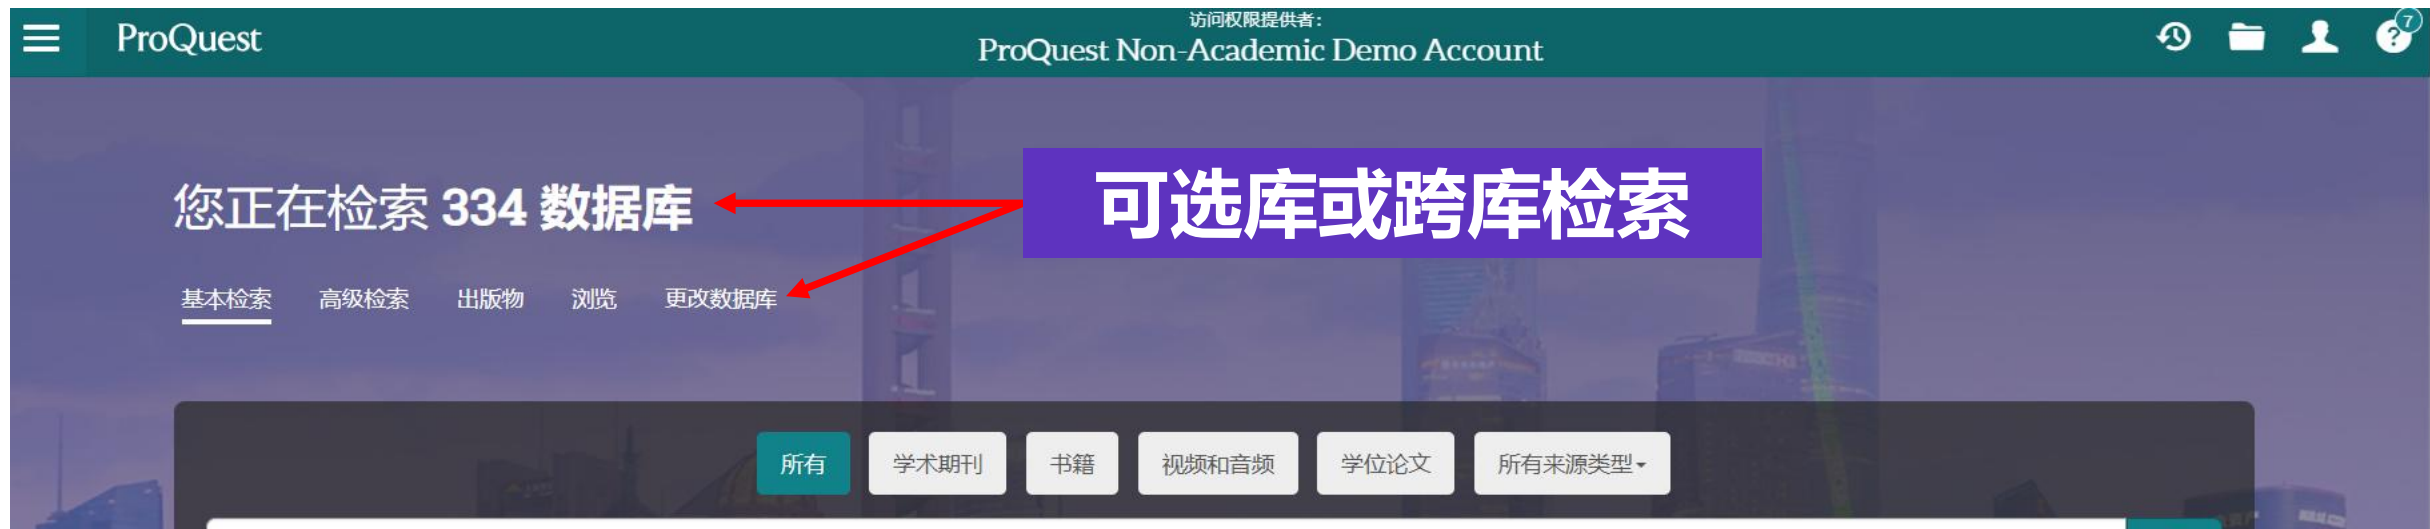 ProQuest
访问权限提供者：
ProQuest Non-Academic Demo Account
7
您正在检索 334 数据库
可选库或跨库检索
基本检索 高级检索 出版物 浏览 更改数据库
所有 学术期刊 书籍 视频和音频 学位论文 所有来源类型